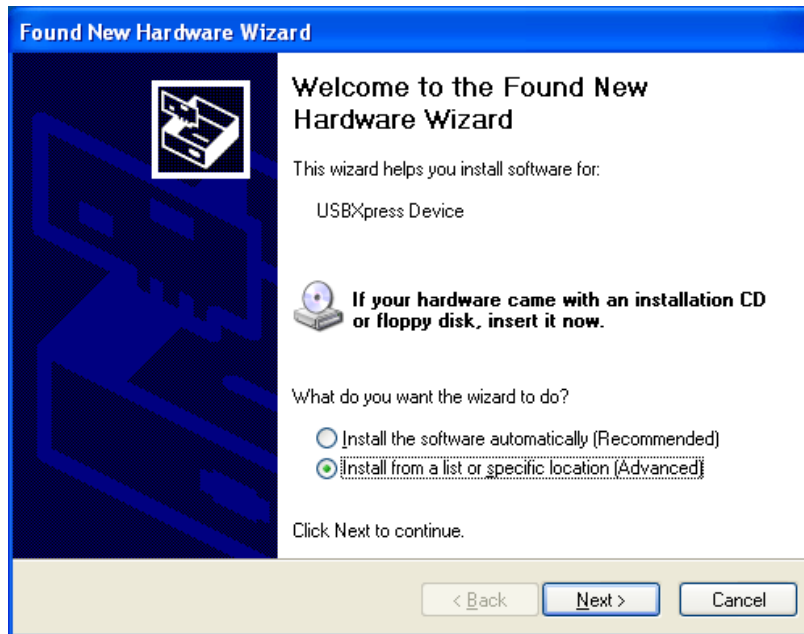 Found New Hardware Wizard
Welcome to the Found New
Hardware Wizard
This wizard helps you install software for:
USBXpress Device
If your hardware came with an installation CD
or floppy disk, insert it now.
What do you want the wizard to do?
Install the software automatically (Recommended)
Install from a list or specific location (Advanced)
Click Next to continue.
< Back Next > Cancel